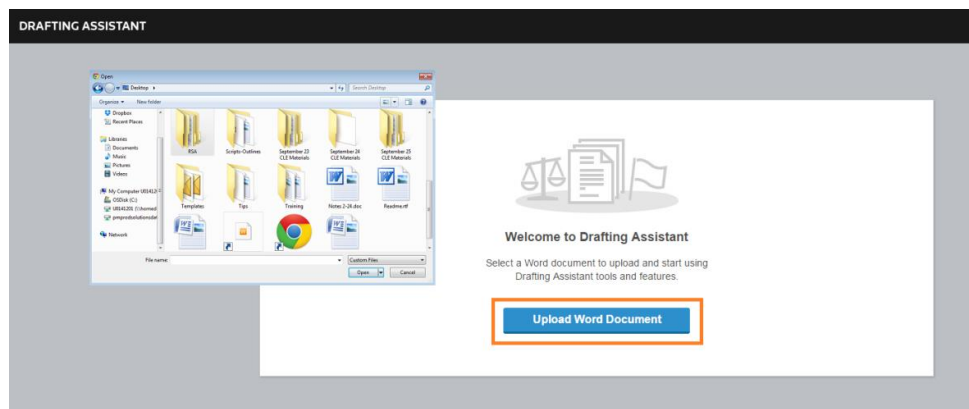 DRAFTING ASSISTANT
Open
Desktop
Search Desktop
Organize
New folder
Dropbox
Recent Places
Libraries
Documents
Music
Pictures
Videos
My Computer
OSDisk (C:)
Network
RSA
Scripts-Outlines
September 23
CLE Materials
September 24
CLE Materials
September 25
CLE Materials
Templates
Tips
Training
Notes 2-24.doc
Readme.rtf
File name:
Custom Files
Open
Cancel
Welcome to Drafting Assistant
Select a Word document to upload and start using
Drafting Assistant tools and features.
Upload Word Document